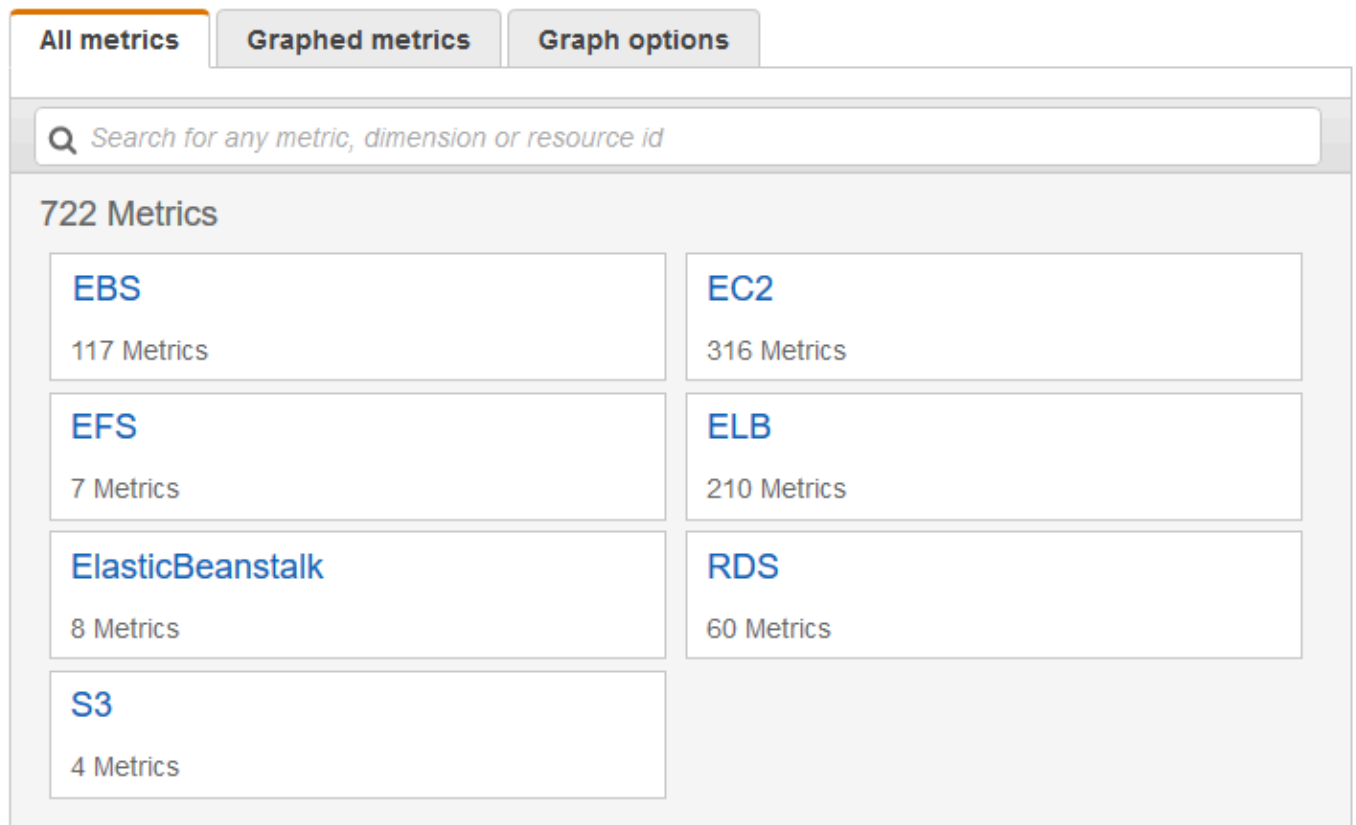 All metrics Graphed metrics Graph options
Search for any metric, dimension or resource id
722 Metrics
EBS
117 Metrics
EC2
316 Metrics
EFS
7 Metrics
ELB
210 Metrics
ElasticBeanstalk
8 Metrics
RDS
60 Metrics
S3
4 Metrics